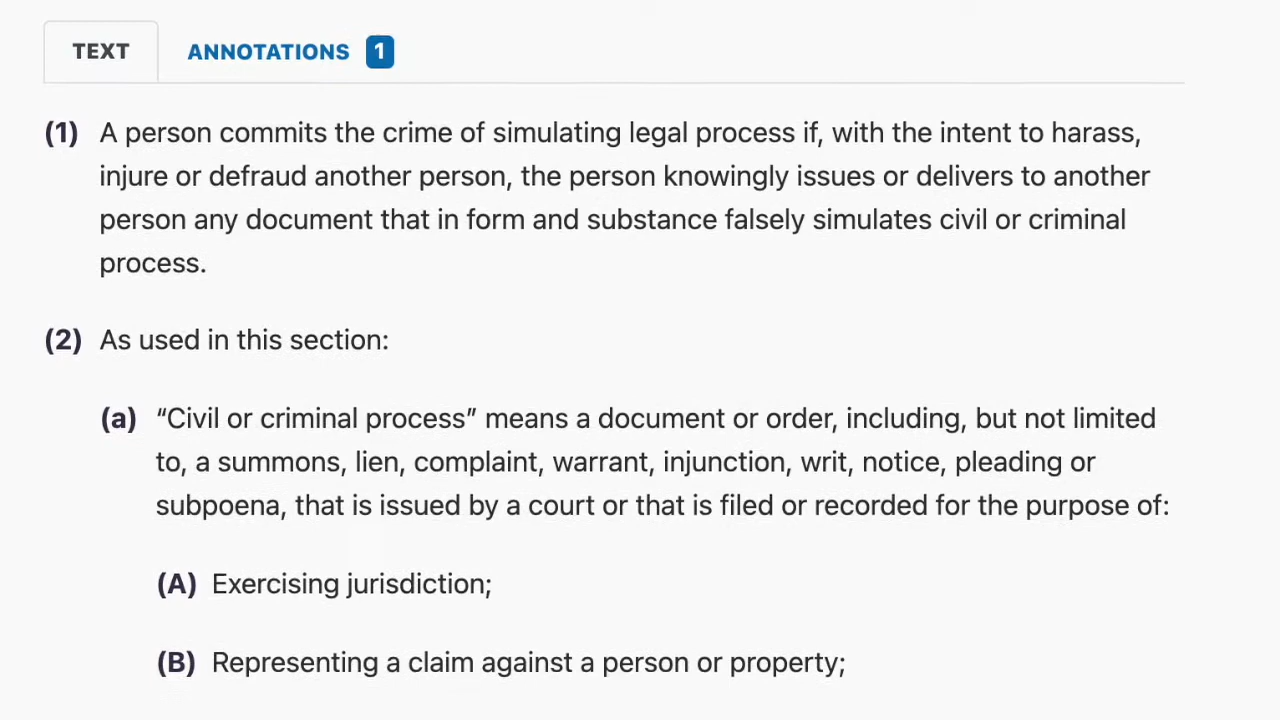 TEXT ANNOTATIONS 1
(1) A person commits the crime of simulating legal process if, with the intent to harass,
injure or defraud another person, the person knowingly issues or delivers to another
person any document that in form and substance falsely simulates civil or criminal
process.
(2) As used in this section:
(a) “Civil or criminal process” means a document or order, including, but not limited
to, a summons, lien, complaint, warrant, injunction, writ, notice, pleading or
subpoena, that is issued by a court or that is filed or recorded for the purpose of:
(A) Exercising jurisdiction;
(B) Representing a claim against a person or property;